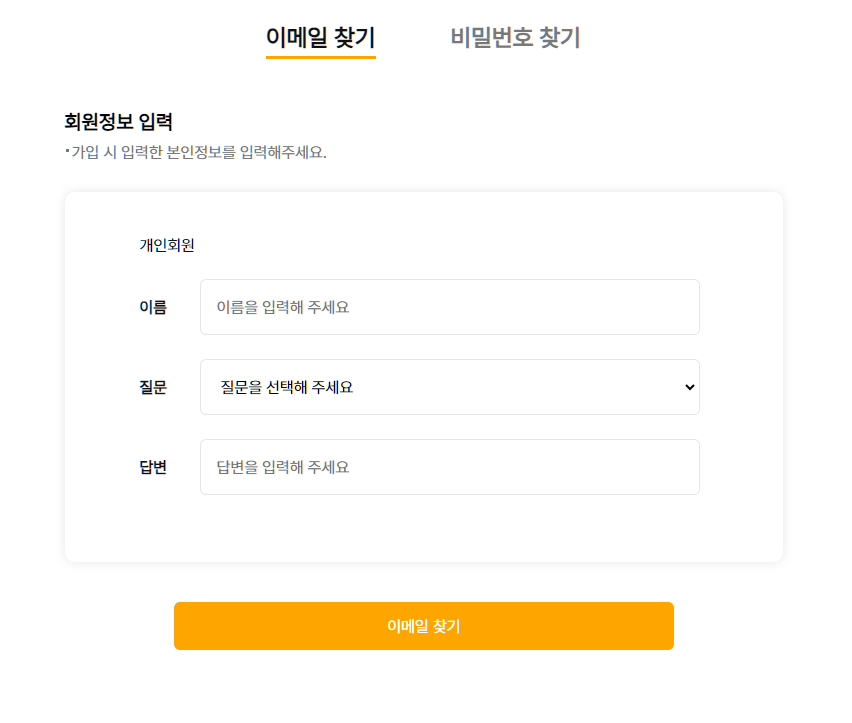 이메일 찾기 비밀번호 찾기
회원정보 입력
·가입 시 입력한 본인정보를 입력해주세요.
개인회원
이름 이름을 입력해 주세요
질문 질문을 선택해 주세요
답변 답변을 입력해 주세요
이메일 찾기